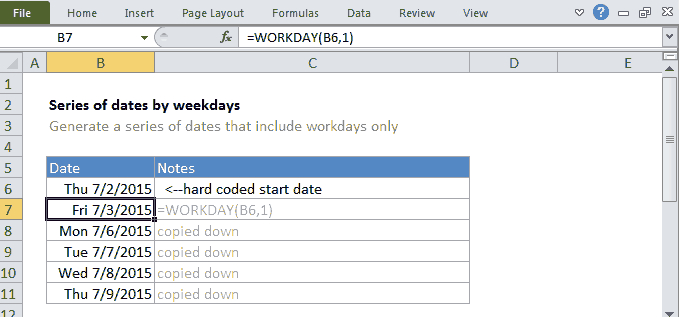 File Home Insert Page Layout Formulas Data Review View ?
B7 fx =WORKDAY(B6,1)
A B C D E
1
2 Series of dates by weekdays
3 Generate a series of dates that include workdays only
4
5 Date Notes
6 Thu 7/2/2015 <--hard coded start date
7 Fri 7/3/2015 =WORKDAY(B6,1)
8 Mon 7/6/2015 copied down
9 Tue 7/7/2015 copied down
10 Wed 7/8/2015 copied down
11 Thu 7/9/2015 copied down
12